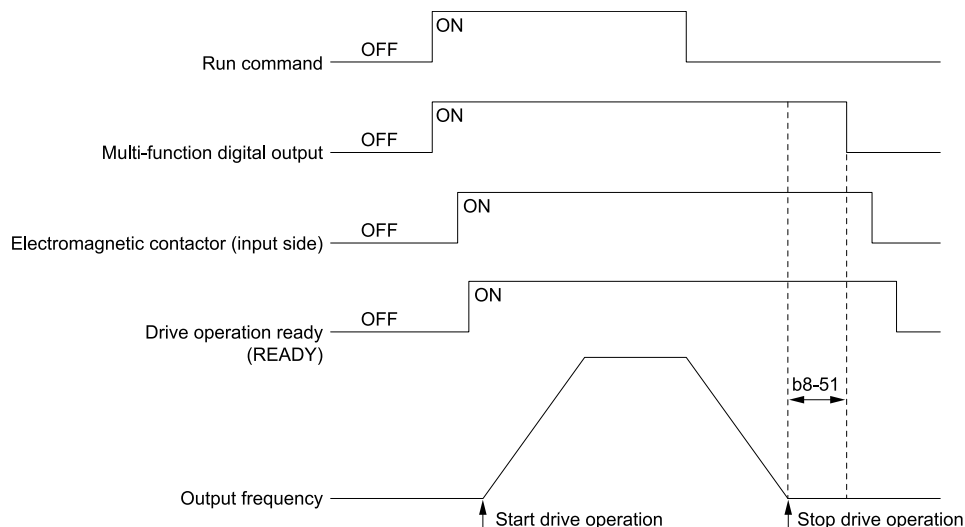 ON
OFF
Run command
ON
OFF
Multi-function digital output
ON
OFF
Electromagnetic contactor (input side)
ON
OFF
Drive operation ready
(READY)
b8-51
Output frequency
Start drive operation
Stop drive operation